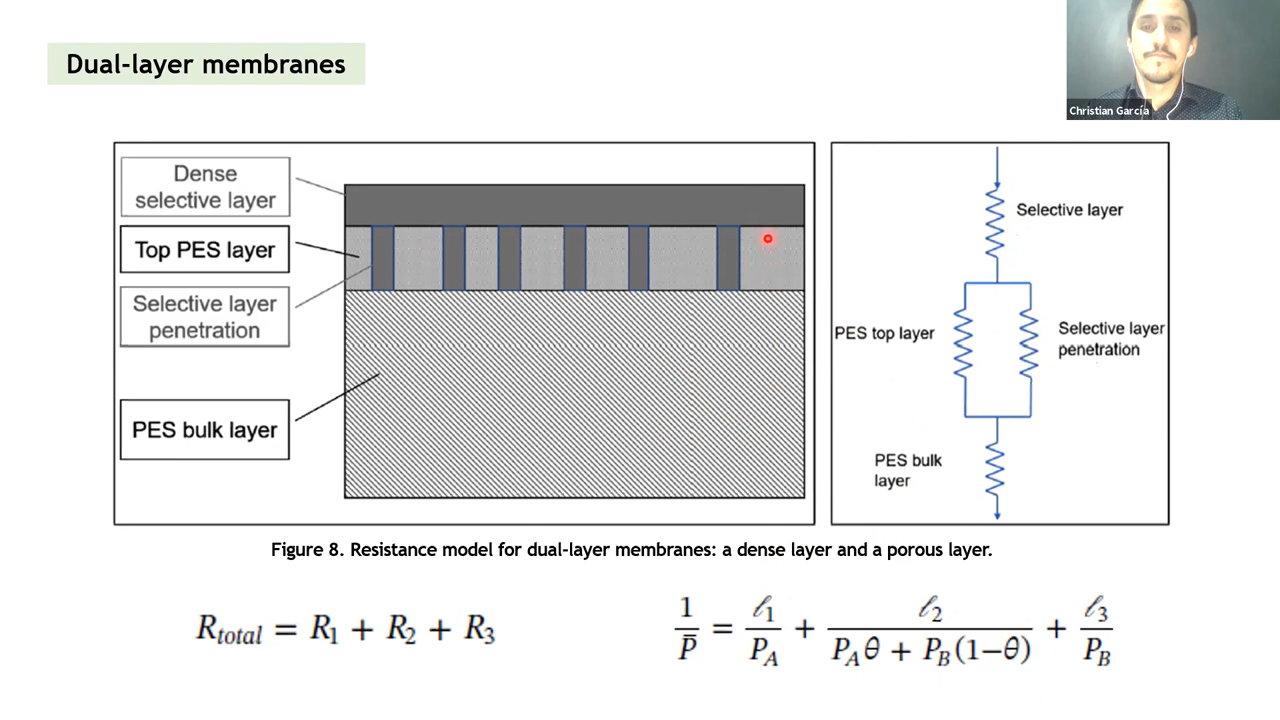 Dual-layer membranes
Christian García
Dense
selective layer
Top PES layer
Selective layer
penetration
PES bulk layer
Selective layer
PES top layer
Selective layer
penetration
PES bulk
layer
Figure 8. Resistance model for dual-layer membranes: a dense layer and a porous layer.
R_total = R₁ + R₂ + R₃
1/P̄ = ℓ₁/P_A + ℓ₂/(P_Aθ + P_B(1−θ)) + ℓ₃/P_B